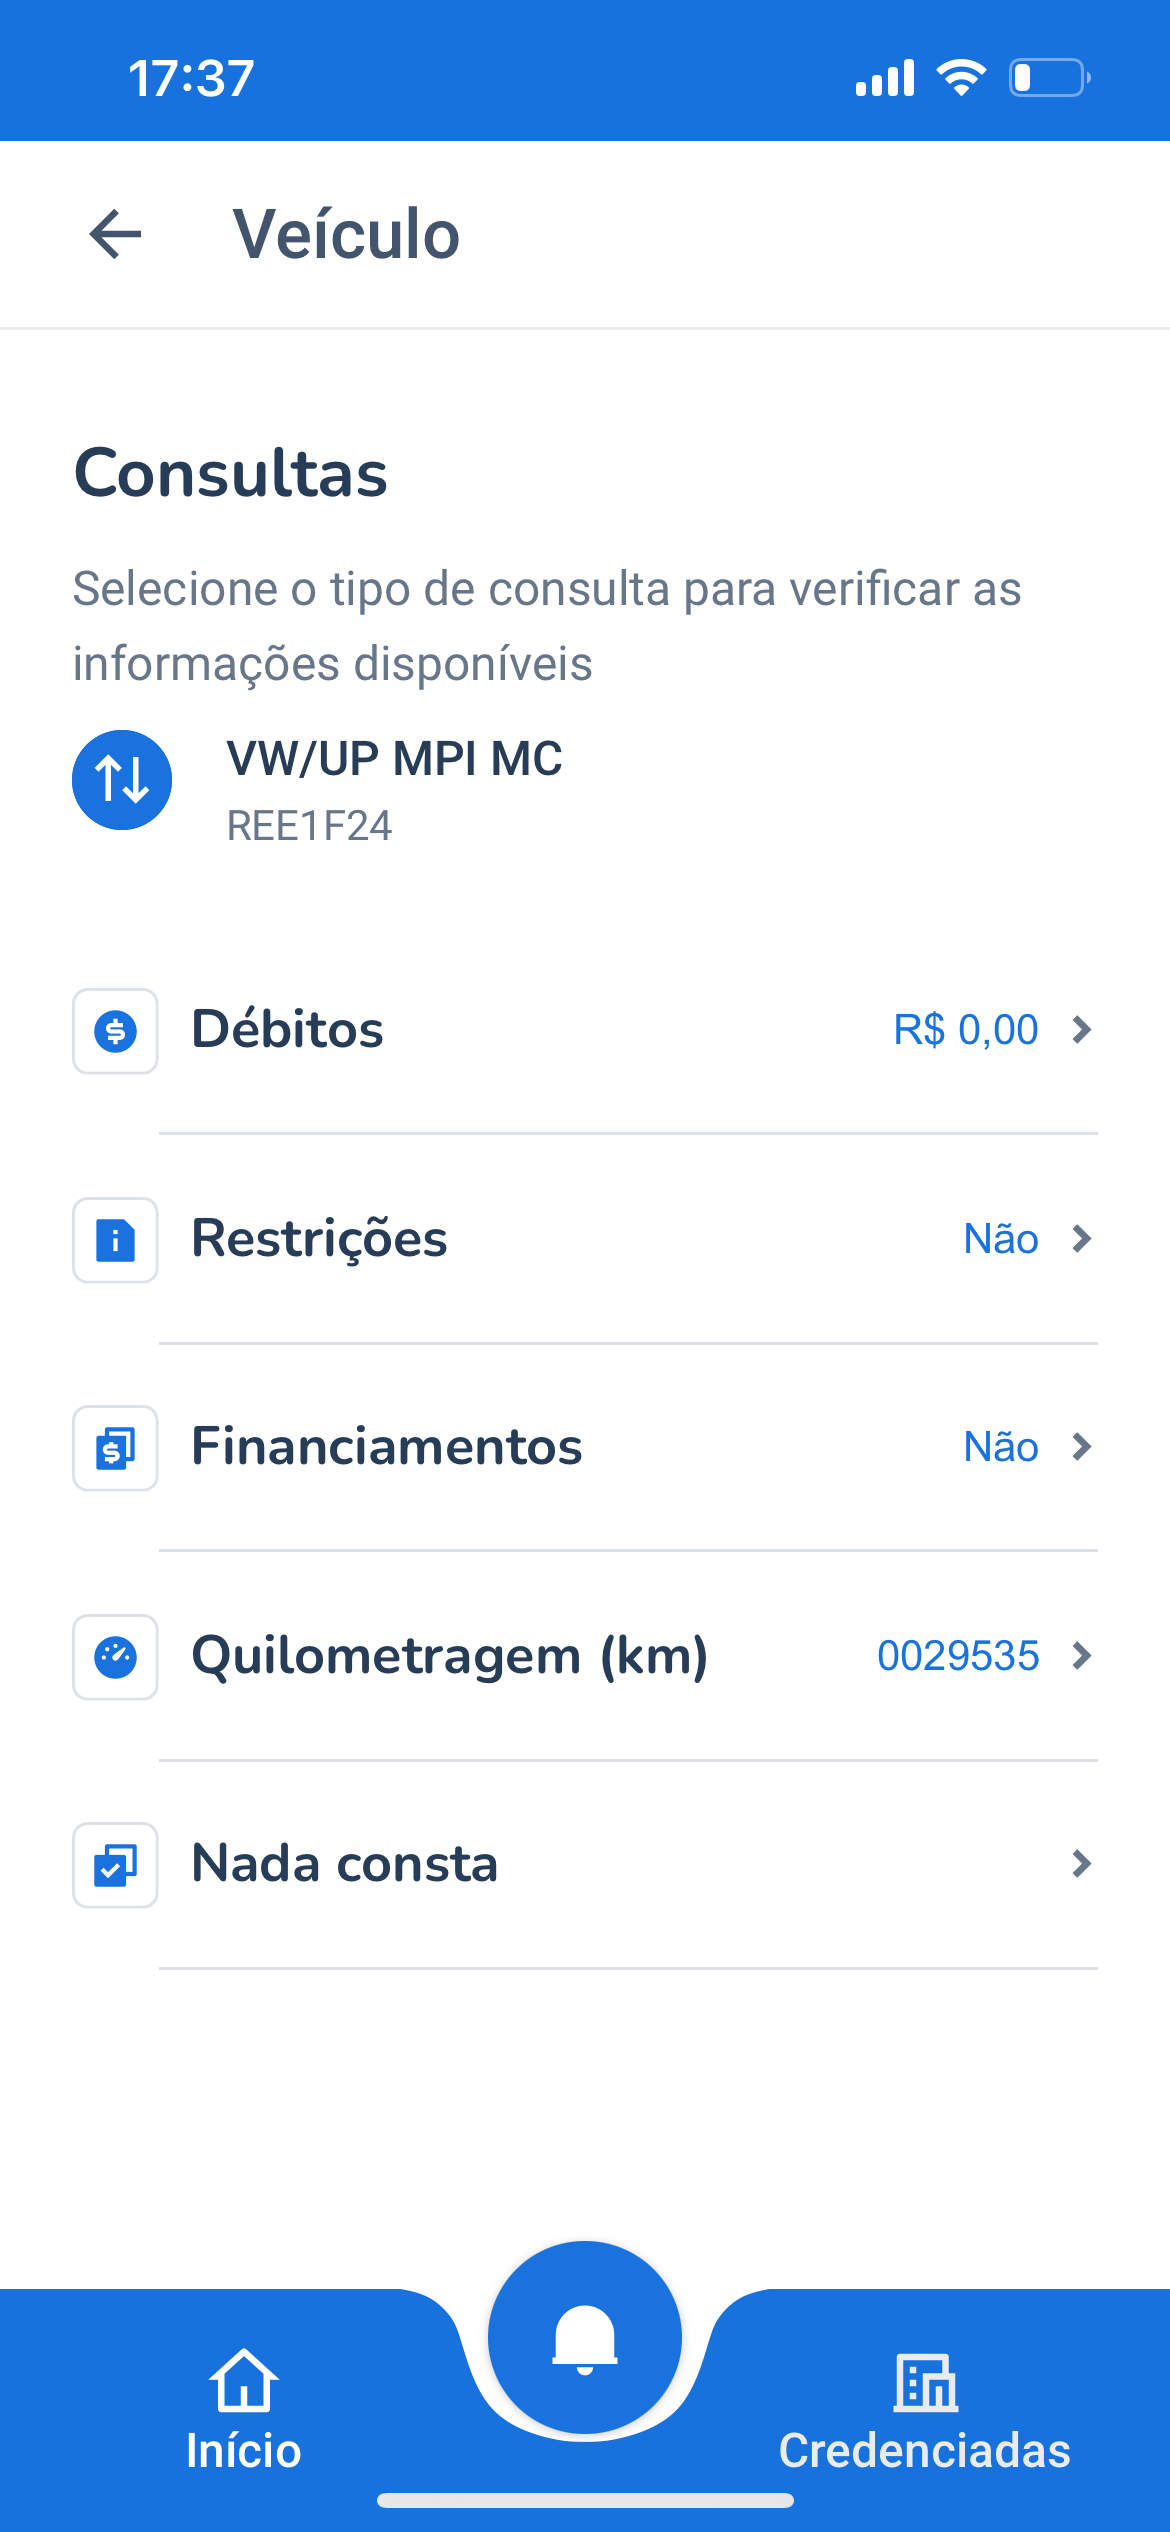 17:37
Veículo
Consultas
Selecione o tipo de consulta para verificar as
informações disponíveis
VW/UP MPI MC
REE1F24
Débitos R$ 0,00
Restrições Não
Financiamentos Não
Quilometragem (km) 0029535
Nada consta
Início Credenciadas